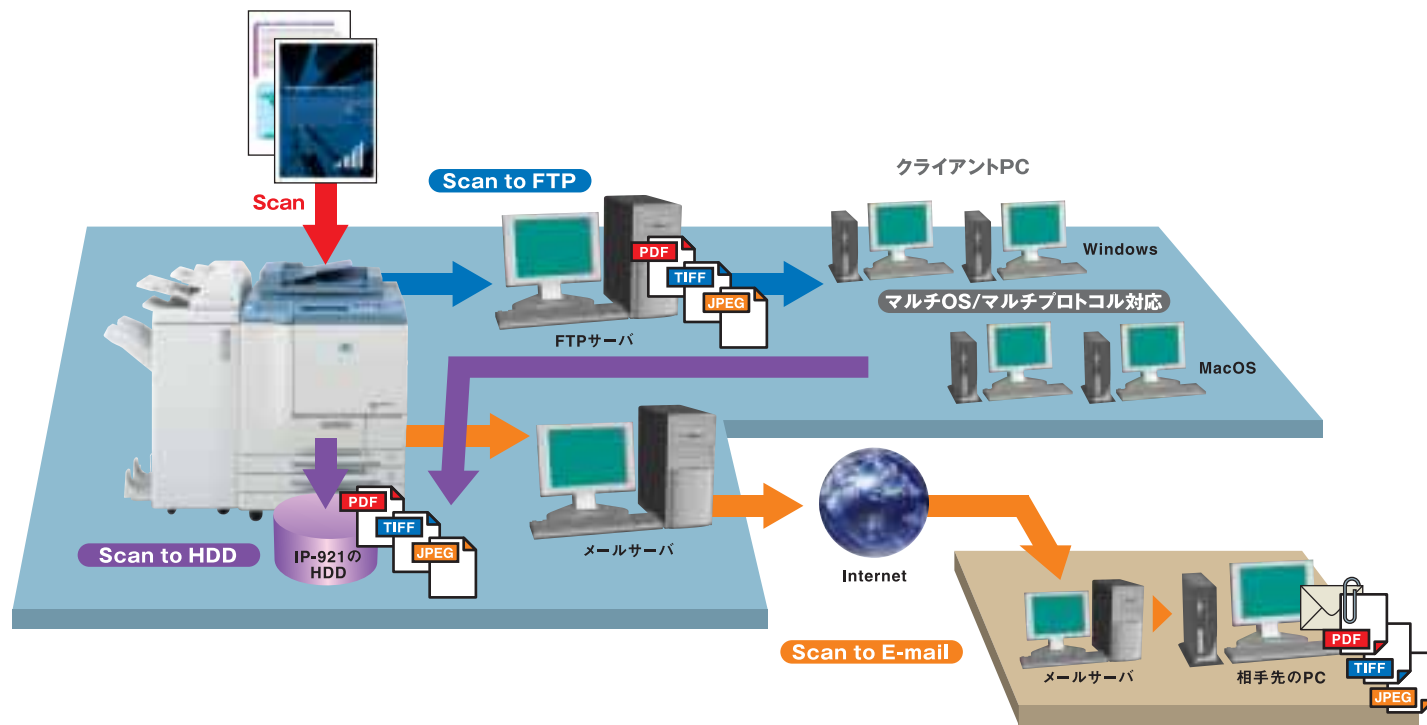 Scan
Scan to FTP
クライアントPC
PDF
TIFF
JPEG
FTPサーバ
Windows
マルチOS/マルチプロトコル対応
MacOS
PDF
TIFF
JPEG
Scan to HDD
IP-921の
HDD
メールサーバ
Internet
Scan to E-mail
メールサーバ
相手先のPC
PDF
TIFF
JPEG